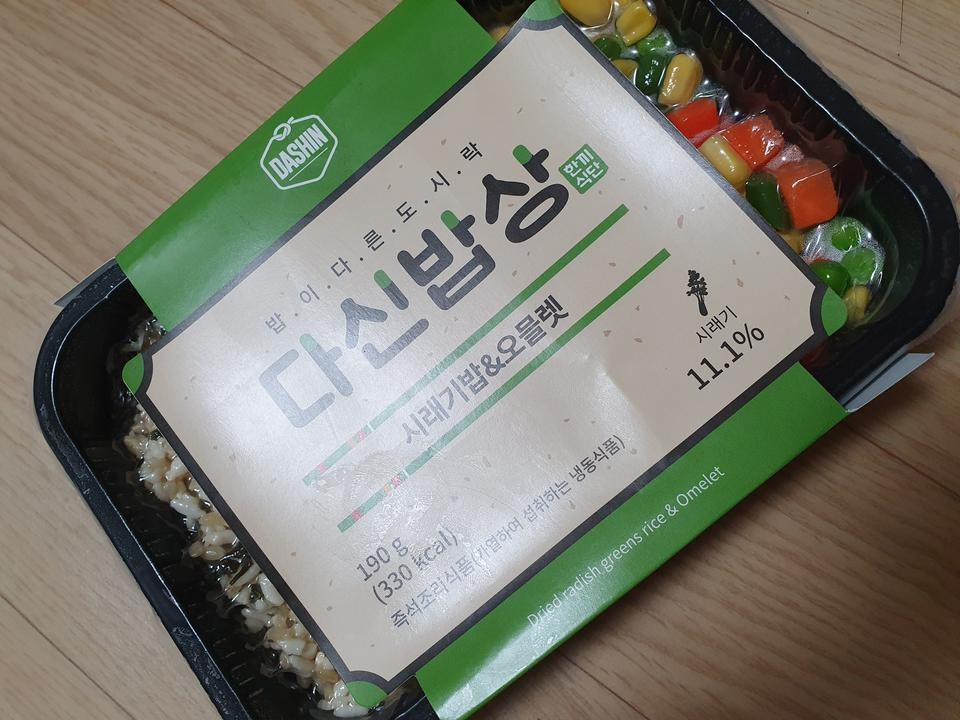 DASHIN
밥.이.다.른.도.시.락
다신밥상
한끼
식단
시래기밥&오믈렛
시래기
11.1%
190 g
(330 kcal)
즉석조리식품(가열하여 섭취하는 냉동식품)
Dried radish greens rice & Omelet